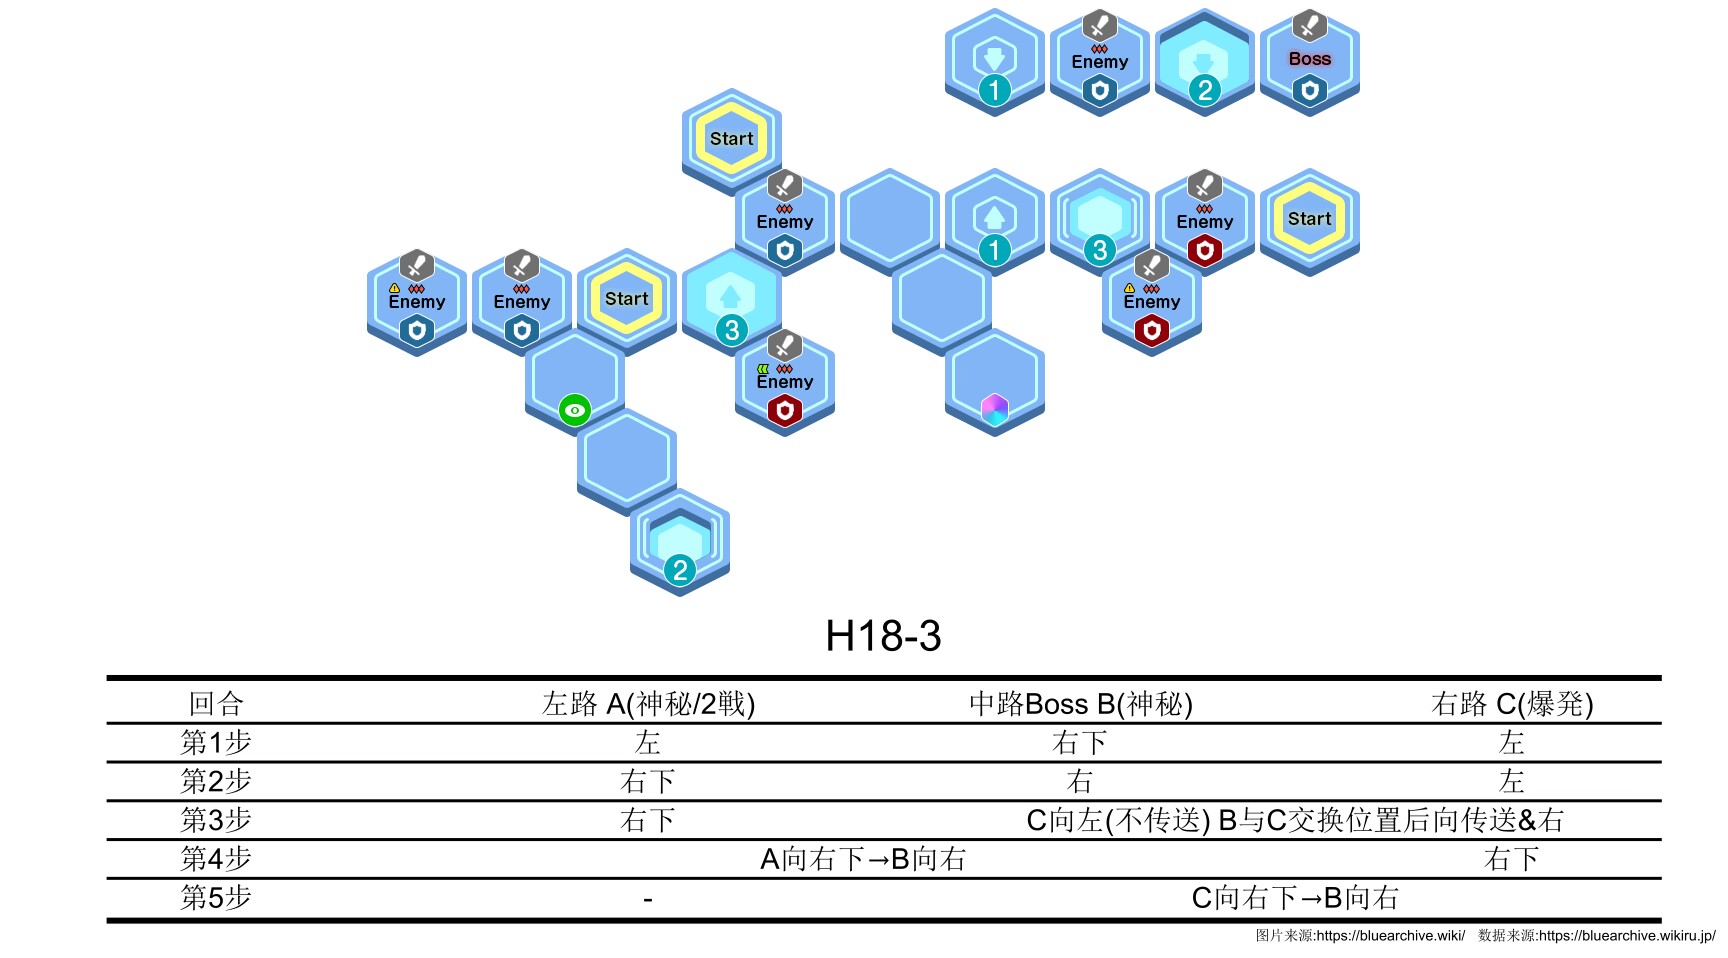 1 Enemy 2 Boss
Start
Enemy 1 3 Enemy Start
Enemy Enemy Start 3 Enemy
Enemy
2
H18-3
回合 左路 A(神秘/2戦) 中路Boss B(神秘) 右路 C(爆発)
第1步 左 右下 左
第2步 右下 右 左
第3步 右下 C向左(不传送) B与C交换位置后向传送&右
第4步 A向右下→B向右 右下
第5步 - C向右下→B向右
图片来源:https://bluearchive.wiki/ 数据来源:https://bluearchive.wikiru.jp/